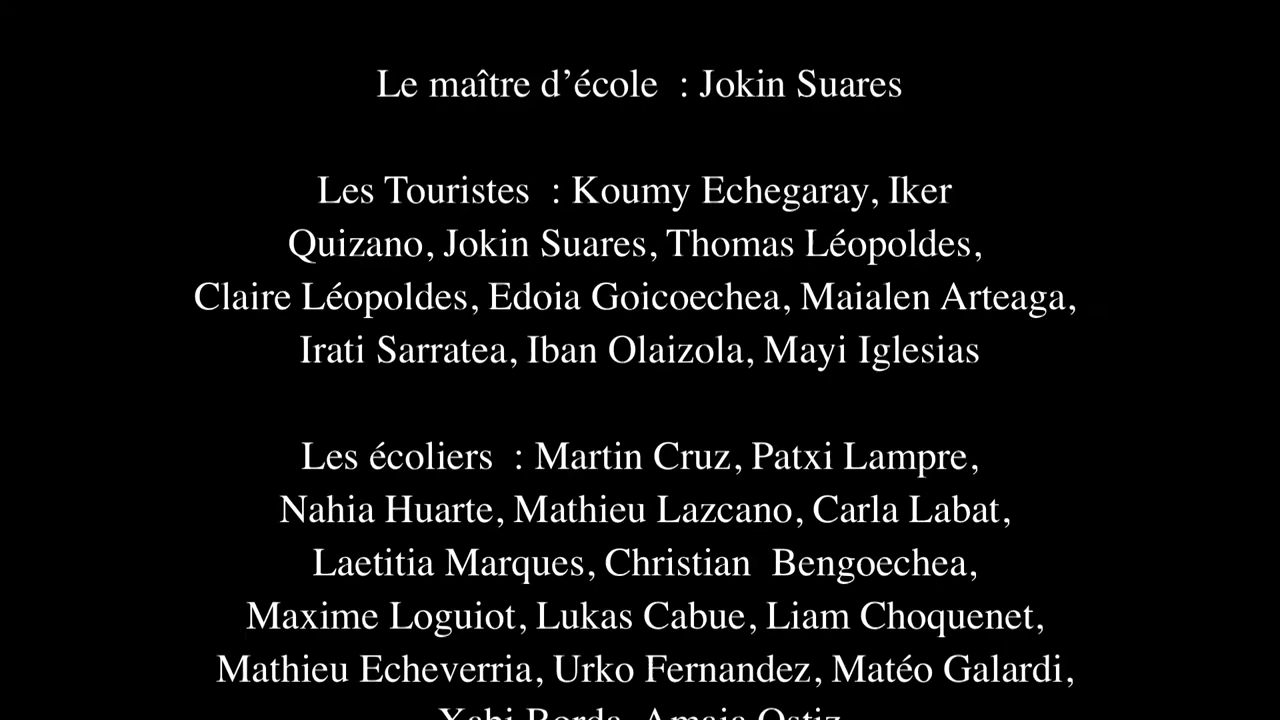 Le maître d’école  : Jokin Suares
Les Touristes  : Koumy Echegaray, Iker
Quizano, Jokin Suares, Thomas Léopoldes,
Claire Léopoldes, Edoia Goicoechea, Maialen Arteaga,
Irati Sarratea, Iban Olaizola, Mayi Iglesias
Les écoliers  : Martin Cruz, Patxi Lampre,
Nahia Huarte, Mathieu Lazcano, Carla Labat,
Laetitia Marques, Christian  Bengoechea,
Maxime Loguiot, Lukas Cabue, Liam Choquenet,
Mathieu Echeverria, Urko Fernandez, Matéo Galardi,
Xabi Borda, Amaia Ostiz